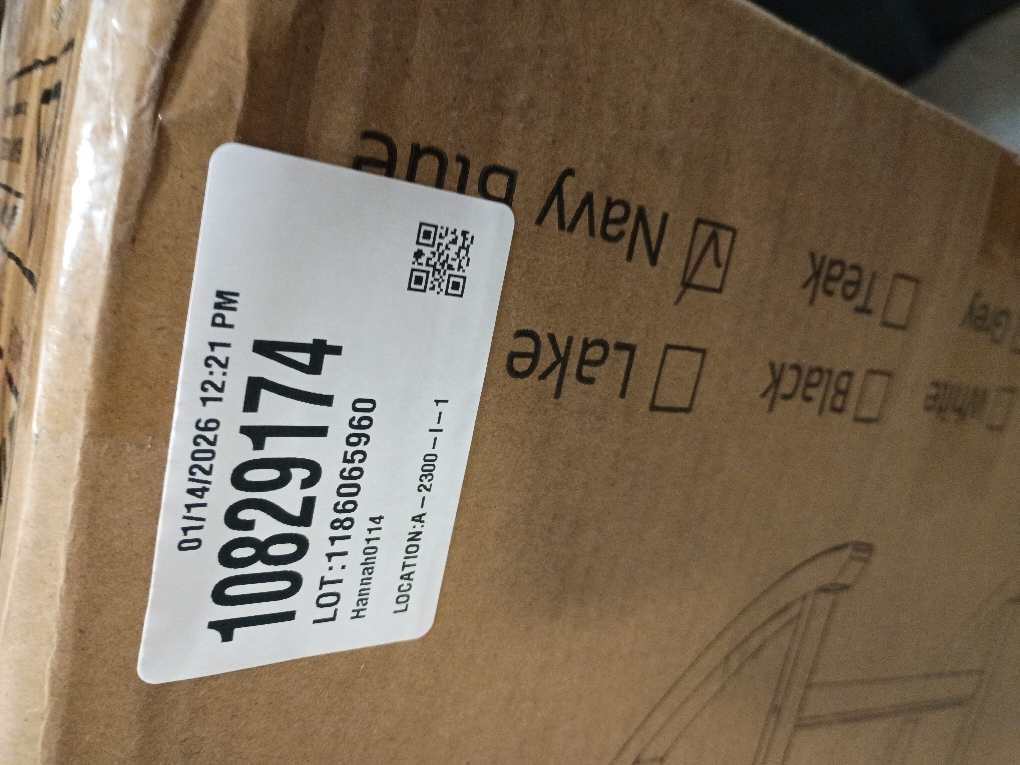 01/14/2026 12:21 PM
10829174
LOT:1186065960
Hannah0114
LOCATION:A-2300-I-1
White
Black
Lake
Grey
Teak
Navy Blue